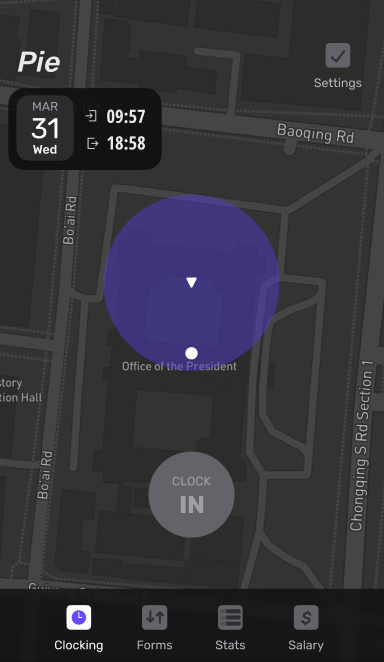 Pie
Settings
MAR
31
Wed
09:57
18:58
Baoqing Rd
Bo'ai Rd
Office of the President
Chongqing S Rd Section 1
story
tion Hall
Bo'ai Rd
CLOCK
IN
Clocking
Forms
Stats
Salary